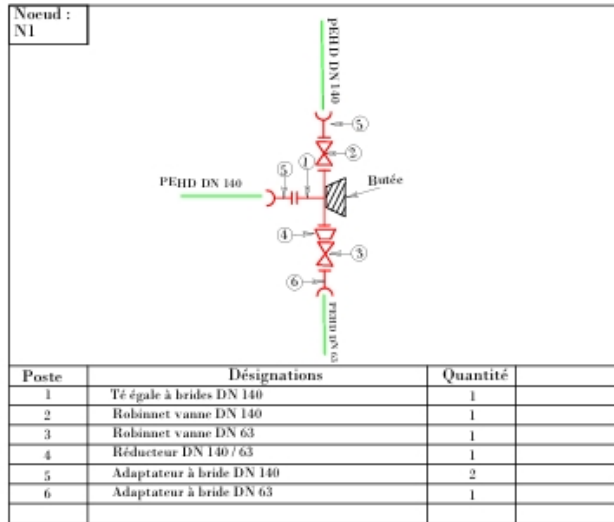 Noeud :
N1
PEHD DN 140
5
2
5
1
PEHD DN 140
Butée
4
3
6
PEHD DN 63
Poste Désignations Quantité
1 Té égale à brides DN 140 1
2 Robinnet vanne DN 140 1
3 Robinnet vanne DN 63 1
4 Réducteur DN 140 / 63 1
5 Adaptateur à bride DN 140 2
6 Adaptateur à bride DN 63 1